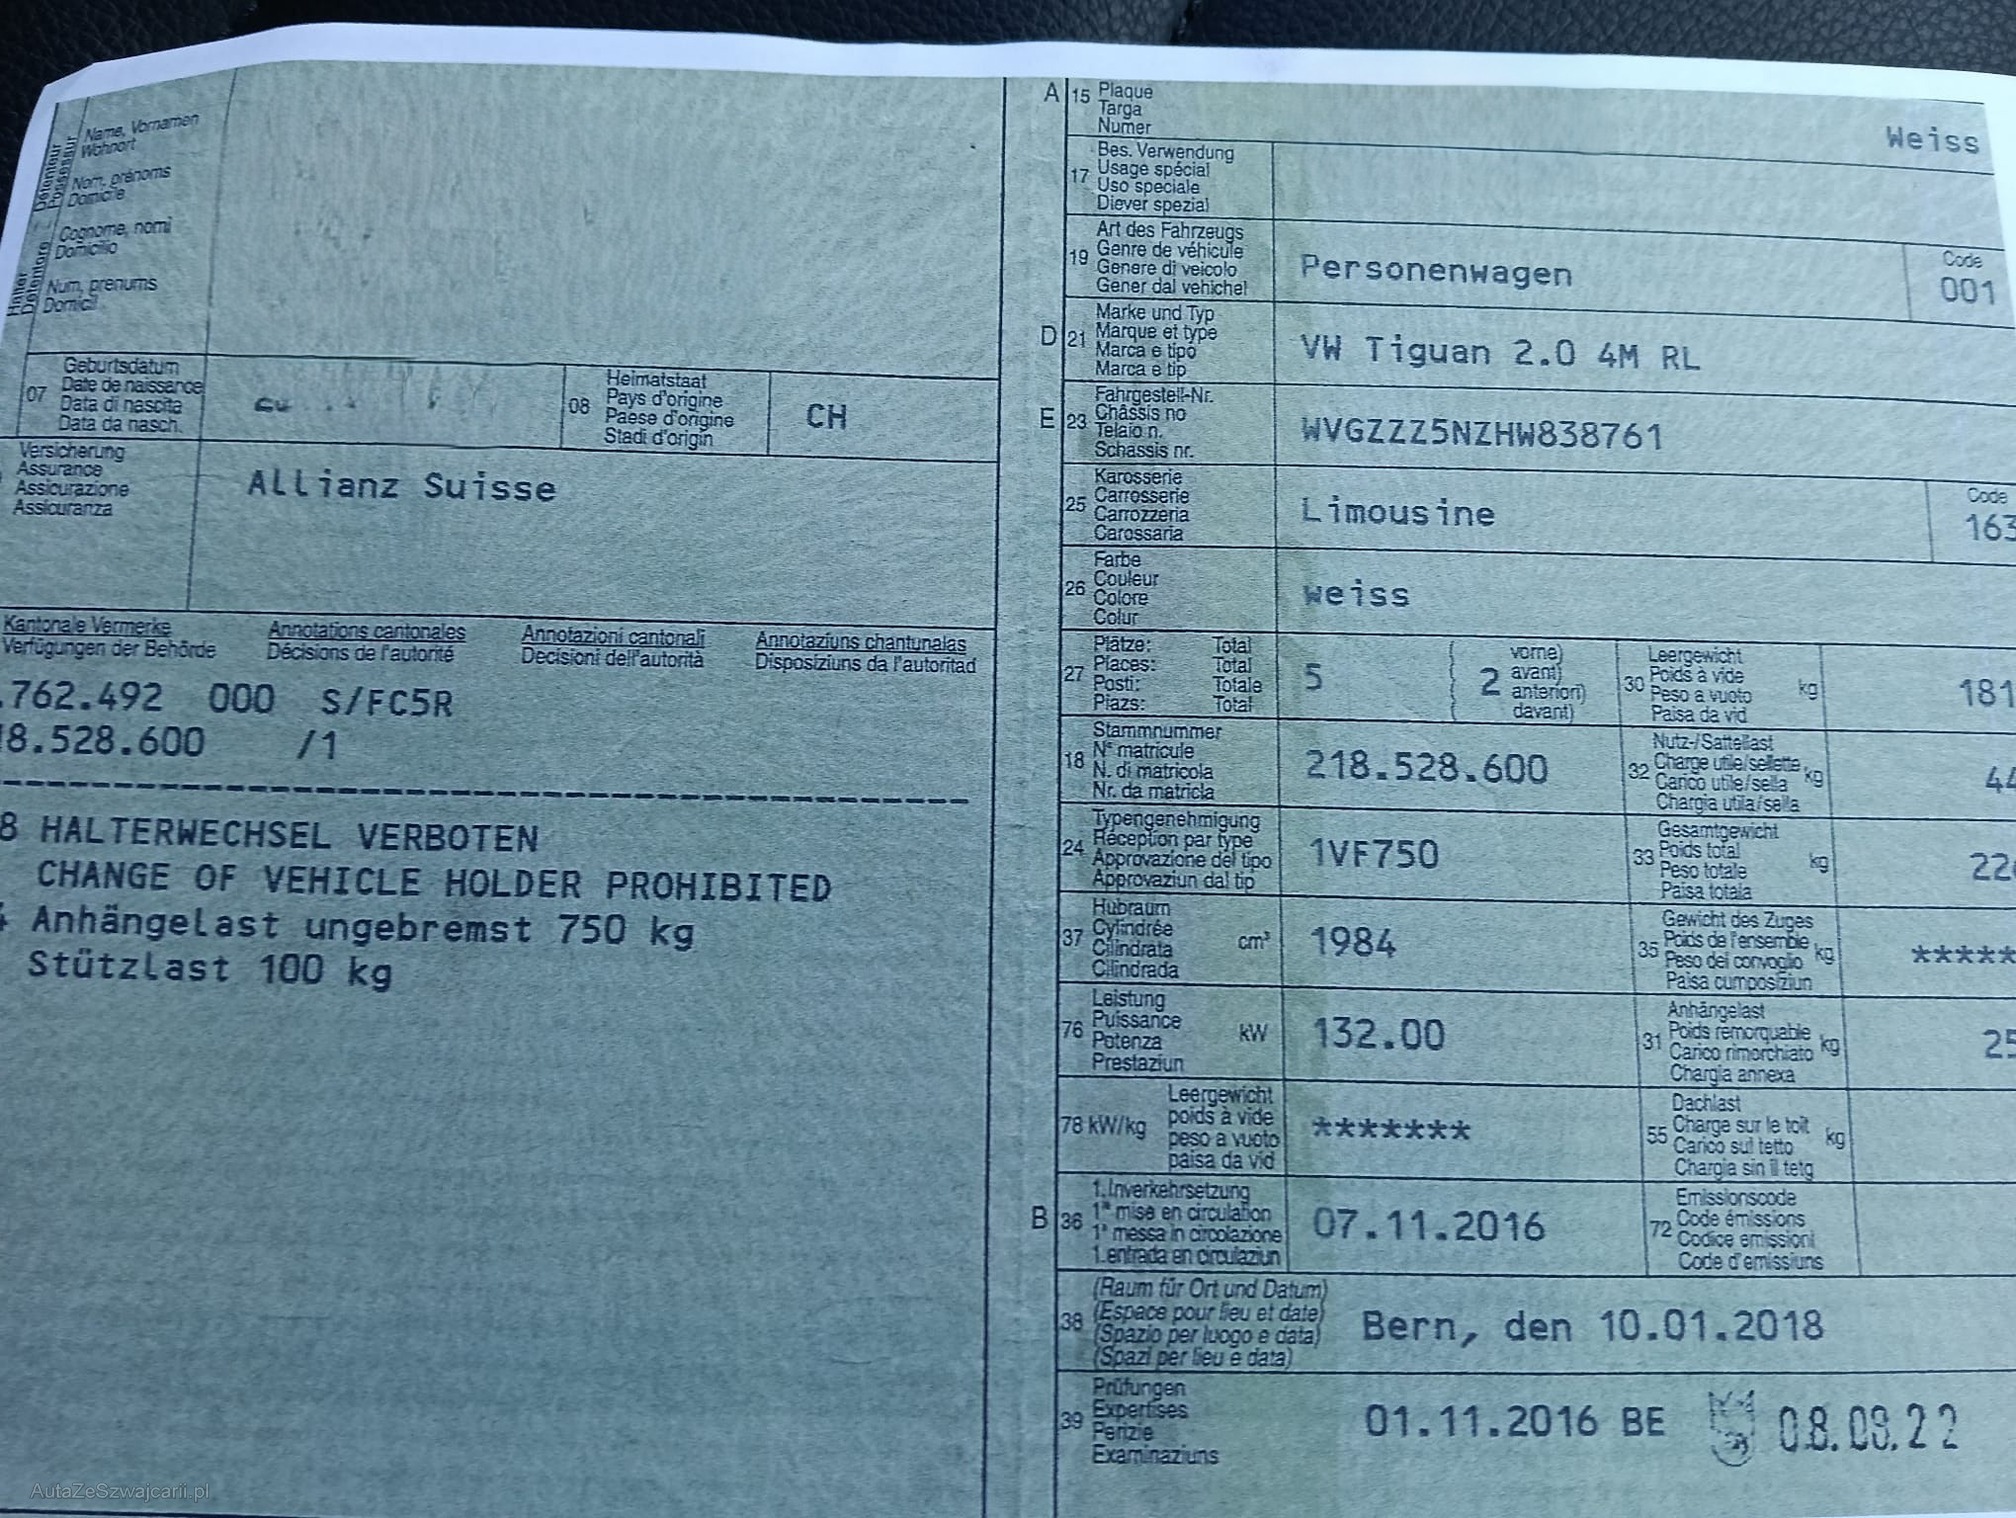 Name, Vornamen
Wohnort
Nom, prénoms
Domicile
Cognome, nomi
Domicilio
Num, prenums
Domicil
07
Geburtsdatum
Date de naissance
Data di nascita
Data da nasch.
08
Heimatstaat
Pays d'origine
Paese d'origine
Stadi d'origin
CH
Versicherung
Assurance
Assicurazione
Assicuranza
Allianz Suisse
Kantonale Vermerke Annotations cantonales Annotazioni cantonali Annotaziuns chantunalas
Verfügungen der Behörde Décisions de l'autorité Decisioni dell'autorità Disposiziuns da l'autoritad
.762.492 000 S/FC5R
8.528.600 /1
8 HALTERWECHSEL VERBOTEN
CHANGE OF VEHICLE HOLDER PROHIBITED
Anhängelast ungebremst 750 kg
Stützlast 100 kg
A 15 Plaque
Targa
Numer
Weiss
17
Bes. Verwendung
Usage spécial
Uso speciale
Diever spezial
19
Art des Fahrzeugs
Genre de véhicule
Genere di veicolo
Gener dal vehichel
Personenwagen
Code
001
D 21
Marke und Typ
Marque et type
Marca e tipo
Marca e tip
VW Tiguan 2.0 4M RL
E 23
Fahrgestell-Nr.
Châssis no
Telaio n.
Schassis nr.
WVGZZZ5NZHW838761
25
Karosserie
Carrosserie
Carrozzeria
Carossaria
Limousine
Code
163
26
Farbe
Couleur
Colore
Colur
weiss
27
Plätze: Total
Places: Total
Posti: Totale
Plazs: Total
5
2
vorne)
avant)
anteriori)
davant)
30
Leergewicht
Poids à vide
Peso a vuoto
Paisa da vid
kg
181
18
Stammnummer
N° matricule
N. di matricola
Nr. da matricla
218.528.600
32
Nutz-/Sattellast
Charge utile/sellette
Carico utile/sella
Chargia utila/sella
kg
44
24
Typengenehmigung
Réception par type
Approvazione del tipo
Approvaziun dal tip
1VF750
33
Gesamtgewicht
Poids total
Peso totale
Paisa totala
kg
22
37
Hubraum
Cylindrée
Cilindrata
Cilindrada
cm³
1984
35
Gewicht des Zuges
Poids de l'ensemble
Peso del convoglio
Paisa cumposiziun
kg
*****
76
Leistung
Puissance
Potenza
Prestaziun
kW
132.00
31
Anhängelast
Poids remorquable
Carico rimorchiato
Chargia annexa
kg
25
78 kW/kg
Leergewicht
poids à vide
peso a vuoto
paisa da vid
*******
55
Dachlast
Charge sur le toit
Carico sul tetto
Chargia sin il tetg
kg
B 36
1. Inverkehrsetzung
1re mise en circulation
1a messa in circolazione
1. entrada en circulaziun
07.11.2016
72
Emissionscode
Code émissions
Codice emissioni
Code d'emissiuns
38
(Raum für Ort und Datum)
(Espace pour lieu et date)
(Spazio per luogo e data)
(Spazi per lieu e data)
Bern, den 10.01.2018
39
Prüfungen
Expertises
Perizie
Examinaziuns
01.11.2016 BE
08.09.22
AutaZeSzwajcarii.pl